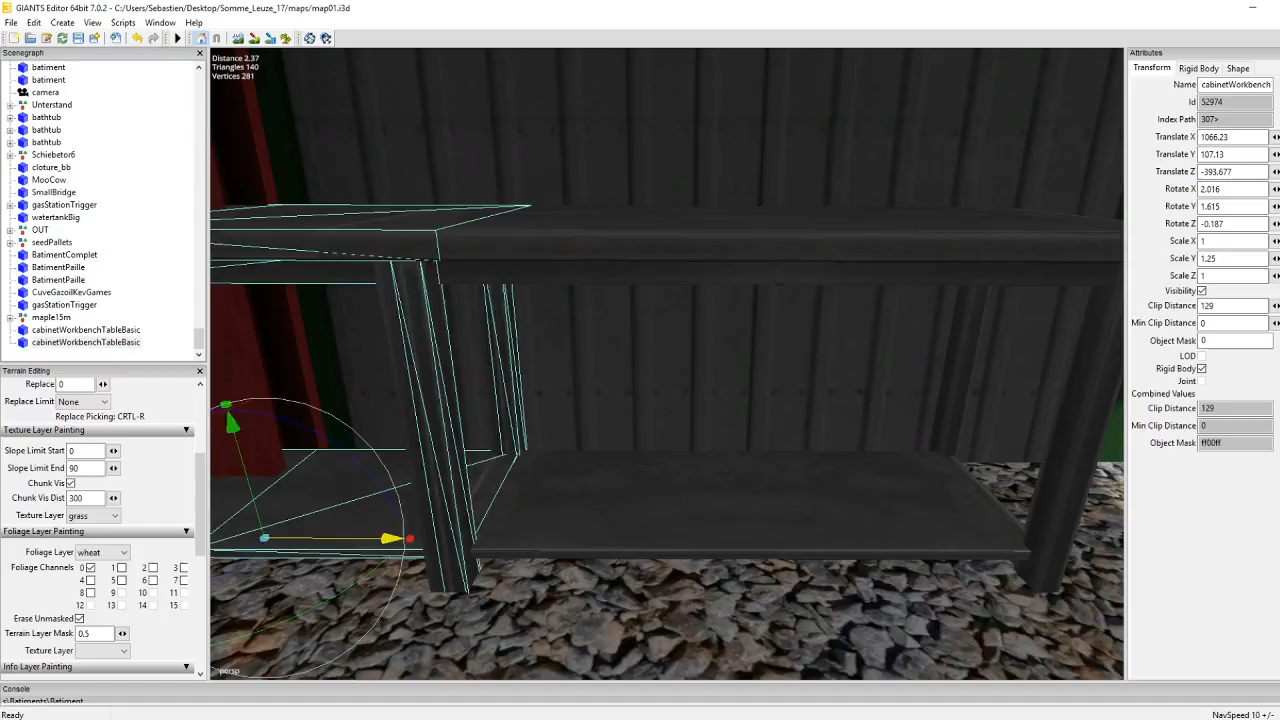 GIANTS Editor 64bit v7.0.2 - C:/Users/Sebastien/Desktop/Somme_Leuze_17/maps/map01.i3d
File Edit Create View Scripts Window Help
Scenegraph
batiment
batiment
camera
Unterstand
bathtub
bathtub
bathtub
Schiebetor6
cloture_bb
MooCow
SmallBridge
gasStationTrigger
watertankBig
OUT
seedPallets
BatimentComplet
BatimentPaille
BatimentPaille
CuveGazoilKevGames
gasStationTrigger
maple15m
cabinetWorkbenchTableBasic
cabinetWorkbenchTableBasic
Terrain Editing
Replace 0
Replace Limit None
Replace Picking: CRTL-R
Texture Layer Painting
Slope Limit Start 0
Slope Limit End 90
Chunk Vis
Chunk Vis Dist 300
Texture Layer grass
Foliage Layer Painting
Foliage Layer wheat
Foliage Channels 0 1 2 3
4 5 6 7
8 9 10 11
12 13 14 15
Erase Unmasked
Terrain Layer Mask 0.5
Texture Layer
Info Layer Painting
Distance 2.37
Triangles 140
Vertices 281
persp
Attributes
Transform Rigid Body Shape
Name cabinetWorkbench
Id 52974
Index Path 307>
Translate X 1066.23
Translate Y 107.13
Translate Z -393.677
Rotate X 2.016
Rotate Y 1.615
Rotate Z -0.187
Scale X 1
Scale Y 1.25
Scale Z 1
Visibility
Clip Distance 129
Min Clip Distance 0
Object Mask 0
LOD
Rigid Body
Joint
Combined Values
Clip Distance 129
Min Clip Distance 0
Object Mask ff00ff
Console
s\Batiments\Batiment
Ready
NavSpeed 10 +/-